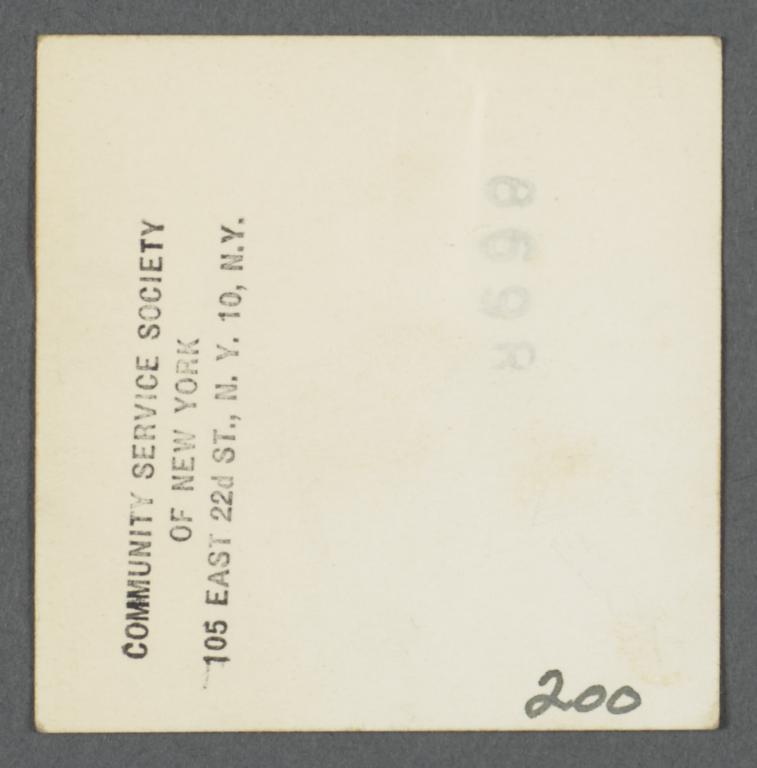 COMMUNITY SERVICE SOCIETY
OF NEW YORK
105 EAST 22d ST., N. Y. 10, N.Y.
200